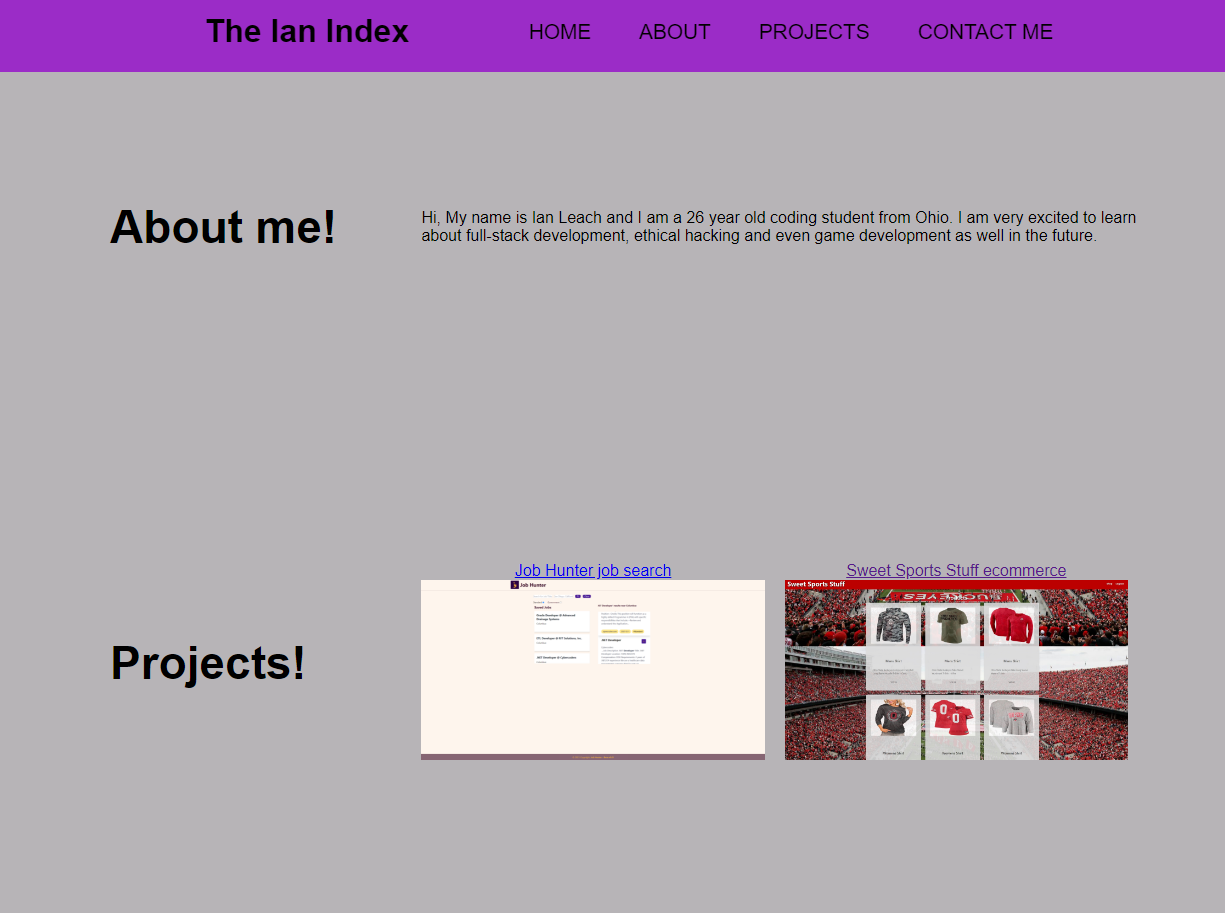 The Ian Index
HOME
ABOUT
PROJECTS
CONTACT ME
About me!
Hi, My name is Ian Leach and I am a 26 year old coding student from Ohio. I am very excited to learn
about full-stack development, ethical hacking and even game development as well in the future.
Projects!
Job Hunter job search
Job Hunter
Saved Jobs
Sweet Sports Stuff ecommerce
Sweet Sports Stuff